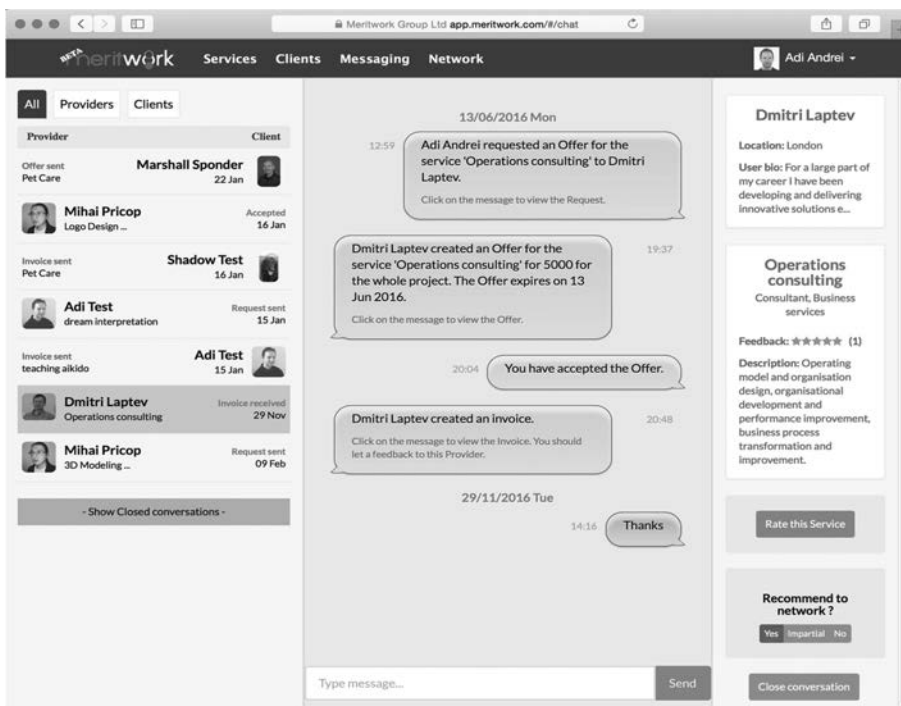 Meritwork Group Ltd app.meritwork.com/#/chat
BETA meritwork
Services Clients Messaging Network
Adi Andrei
All Providers Clients
Provider Client
Offer sent Marshall Sponder
Pet Care 22 Jan
Mihai Pricop Accepted
Logo Design ... 16 Jan
Invoice sent Shadow Test
Pet Care 16 Jan
Adi Test Request sent
dream interpretation 15 Jan
Invoice sent Adi Test
teaching aikido 15 Jan
Dmitri Laptev Invoice received
Operations consulting 29 Nov
Mihai Pricop Request sent
3D Modeling ... 09 Feb
- Show Closed conversations -
13/06/2016 Mon
12:59
Adi Andrei requested an Offer for the
service 'Operations consulting' to Dmitri
Laptev.
Click on the message to view the Request.
Dmitri Laptev created an Offer for the
service 'Operations consulting' for 5000 for
the whole project. The Offer expires on 13
Jun 2016.
Click on the message to view the Offer.
19:37
20:04
You have accepted the Offer.
Dmitri Laptev created an invoice.
Click on the message to view the Invoice. You should
let a feedback to this Provider.
20:48
29/11/2016 Tue
14:16
Thanks
Type message...
Send
Dmitri Laptev
Location: London
User bio: For a large part of
my career I have been
developing and delivering
innovative solutions e...
Operations
consulting
Consultant, Business
services
Feedback: ★★★★★ (1)
Description: Operating
model and organisation
design, organisational
development and
performance improvement,
business process
transformation and
improvement.
Rate this Service
Recommend to
network ?
Yes Impartial No
Close conversation